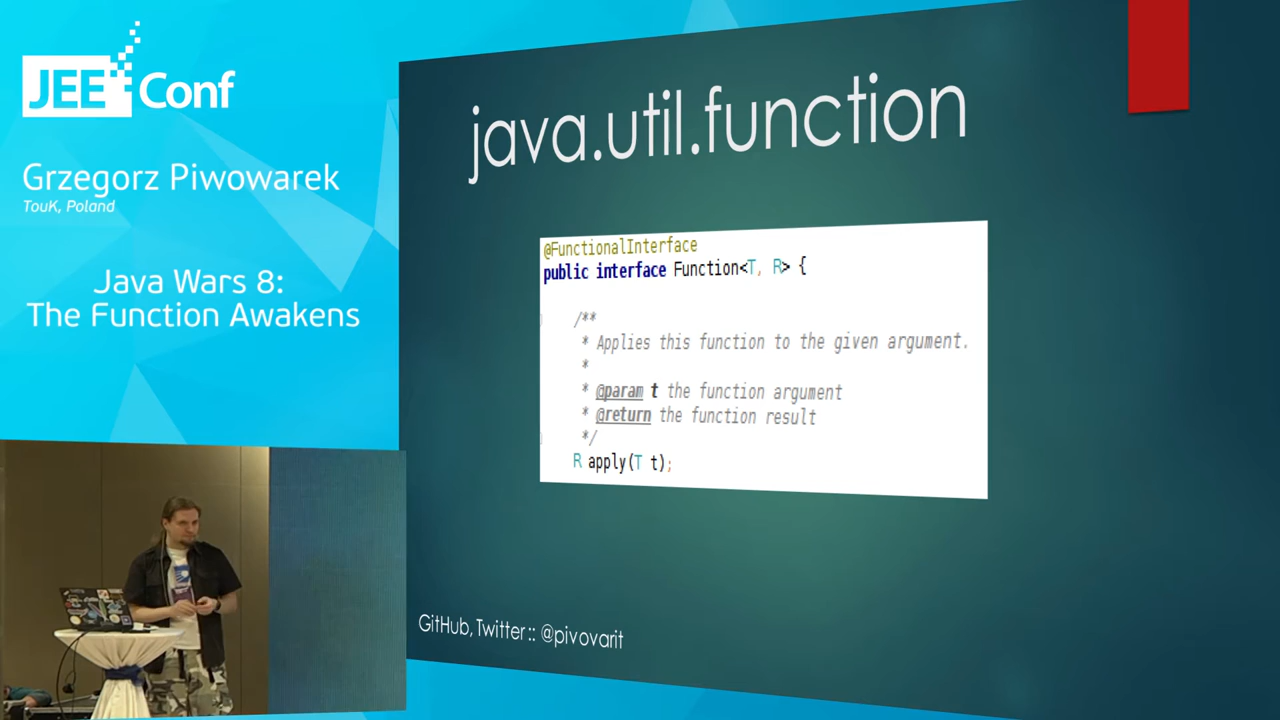 JEE Conf
Grzegorz Piwowarek
TouK, Poland
Java Wars 8:
The Function Awakens
java.util.function
@FunctionalInterface
public interface Function<T, R> {
/**
* Applies this function to the given argument.
*
* @param t the function argument
* @return the function result
*/
R apply(T t);
GitHub, Twitter :: @pivovarit